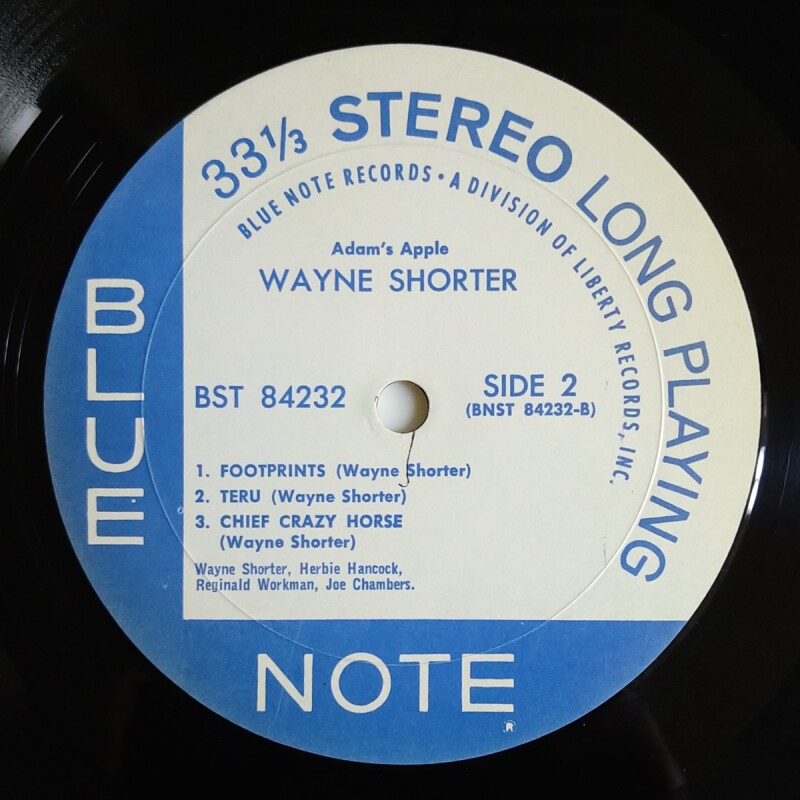 33⅓ STEREO LONG PLAYING
BLUE NOTE RECORDS • A DIVISION OF LIBERTY RECORDS, INC.
Adam's Apple
WAYNE SHORTER
BST 84232
SIDE 2
(BNST 84232-B)
1. FOOTPRINTS (Wayne Shorter)
2. TERU (Wayne Shorter)
3. CHIEF CRAZY HORSE
(Wayne Shorter)
Wayne Shorter, Herbie Hancock,
Reginald Workman, Joe Chambers.
BLUE
NOTE
®